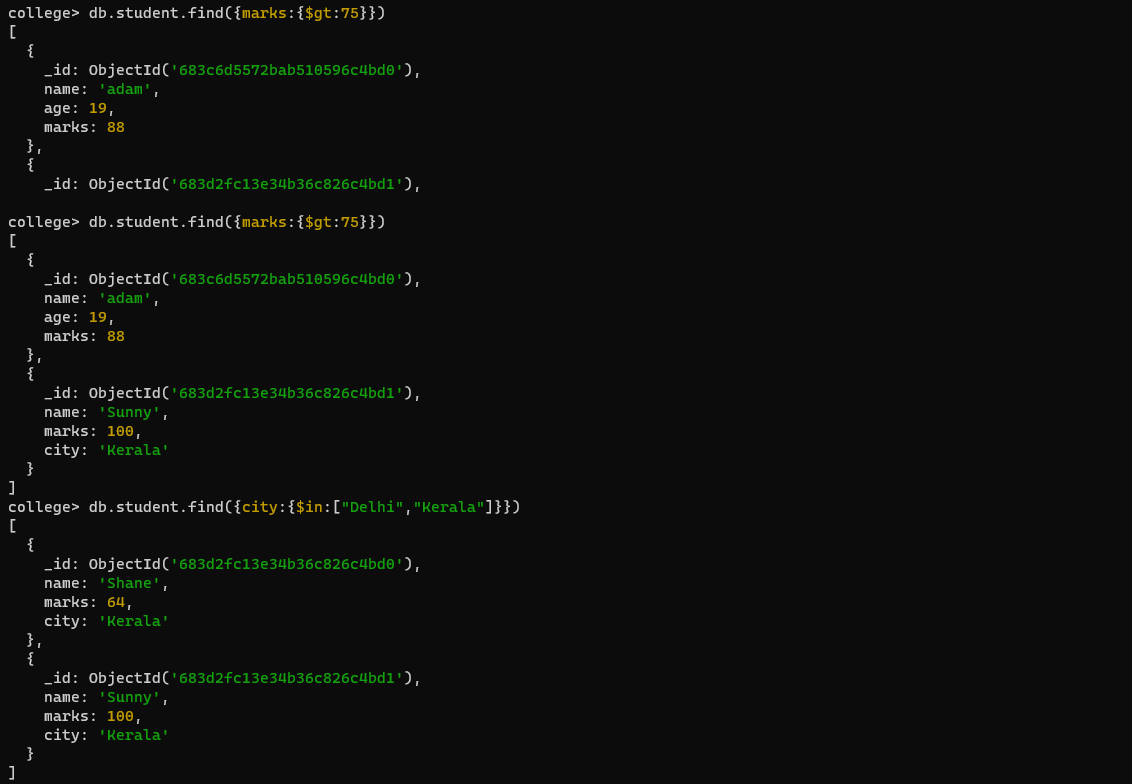 college> db.student.find({marks:{$gt:75}})
[
  {
    _id: ObjectId('683c6d5572bab510596c4bd0'),
    name: 'adam',
    age: 19,
    marks: 88
  },
  {
    _id: ObjectId('683d2fc13e34b36c826c4bd1'),

college> db.student.find({marks:{$gt:75}})
[
  {
    _id: ObjectId('683c6d5572bab510596c4bd0'),
    name: 'adam',
    age: 19,
    marks: 88
  },
  {
    _id: ObjectId('683d2fc13e34b36c826c4bd1'),
    name: 'Sunny',
    marks: 100,
    city: 'Kerala'
  }
]
college> db.student.find({city:{$in:["Delhi","Kerala"]}})
[
  {
    _id: ObjectId('683d2fc13e34b36c826c4bd0'),
    name: 'Shane',
    marks: 64,
    city: 'Kerala'
  },
  {
    _id: ObjectId('683d2fc13e34b36c826c4bd1'),
    name: 'Sunny',
    marks: 100,
    city: 'Kerala'
  }
]